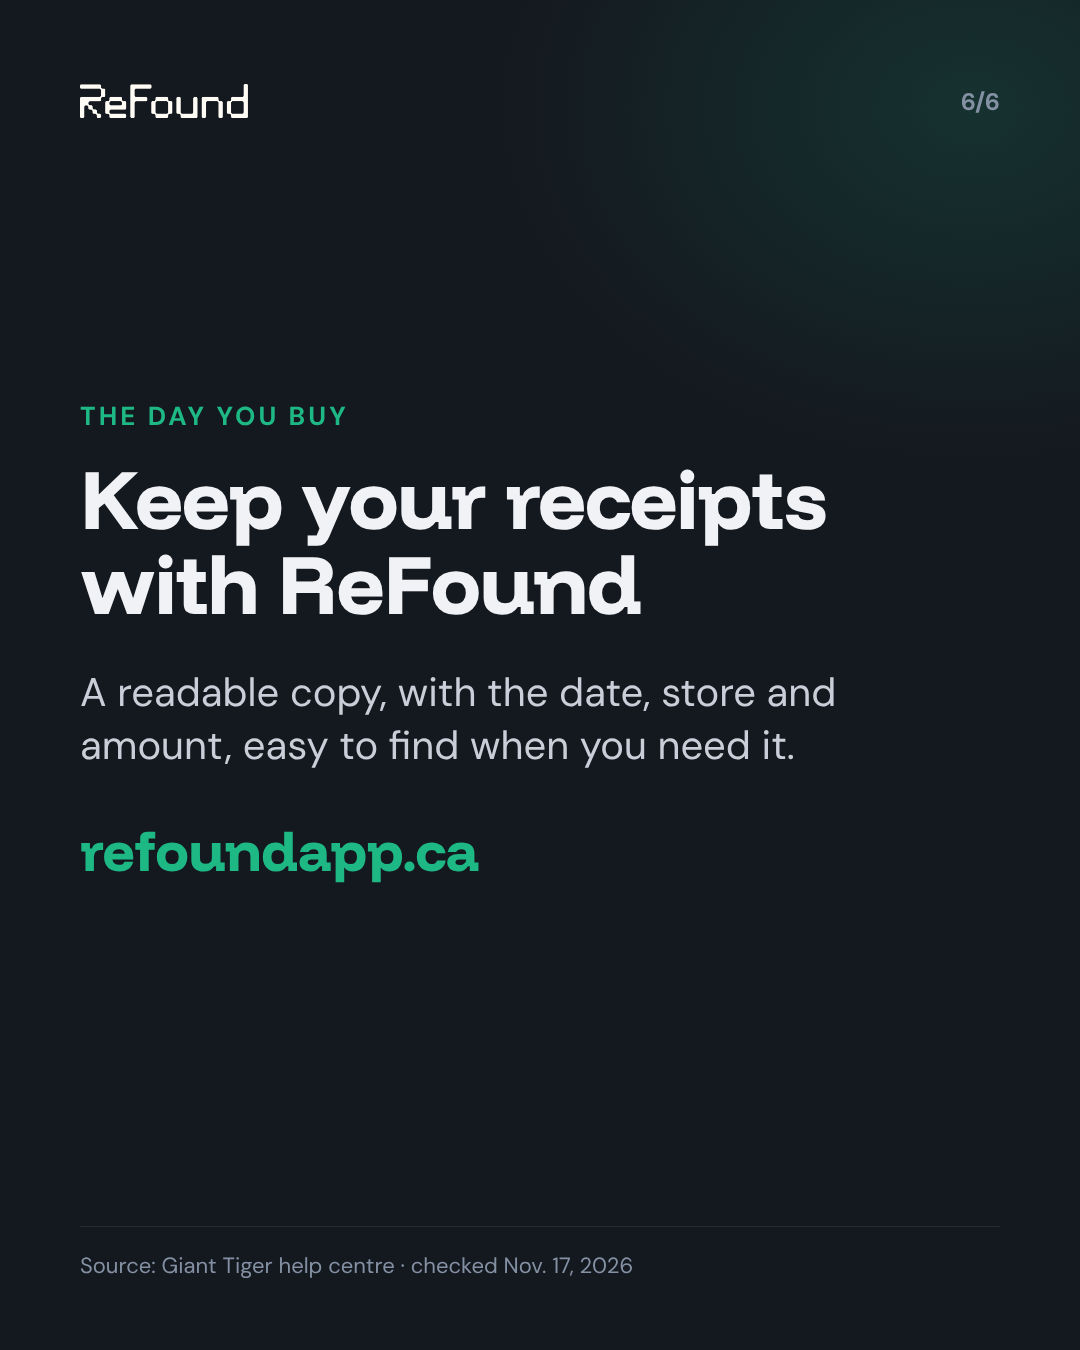 ReFound
6/6
THE DAY YOU BUY
Keep your receipts
with ReFound
A readable copy, with the date, store and
amount, easy to find when you need it.
refoundapp.ca
Source: Giant Tiger help centre · checked Nov. 17, 2026